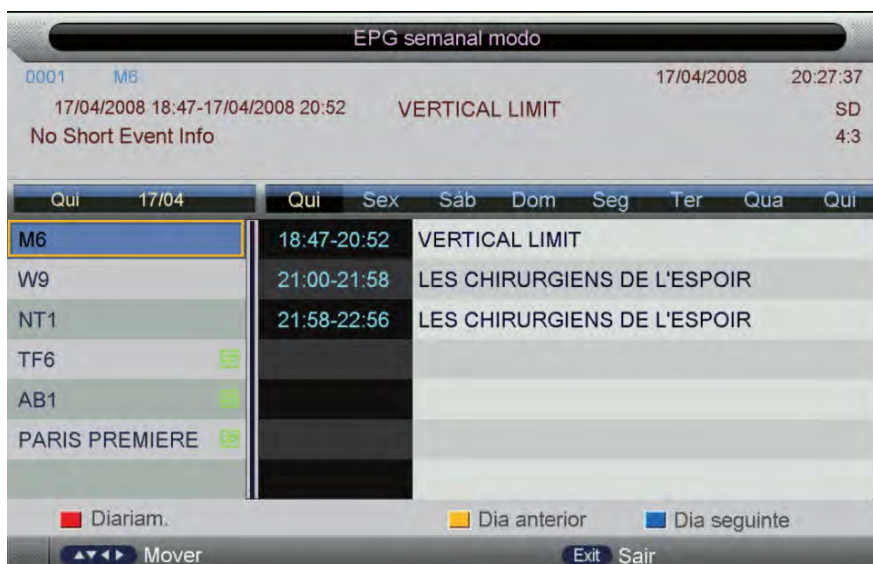 EPG semanal modo
0001 M6 17/04/2008 20:27:37
17/04/2008 18:47-17/04/2008 20:52 VERTICAL LIMIT SD
No Short Event Info 4:3
Qui 17/04 Qui Sex Sáb Dom Seg Ter Qua Qui
M6 18:47-20:52 VERTICAL LIMIT
W9 21:00-21:58 LES CHIRURGIENS DE L'ESPOIR
NT1 21:58-22:56 LES CHIRURGIENS DE L'ESPOIR
TF6
AB1
PARIS PREMIERE
Diariam. Dia anterior Dia seguinte
Mover Exit Sair